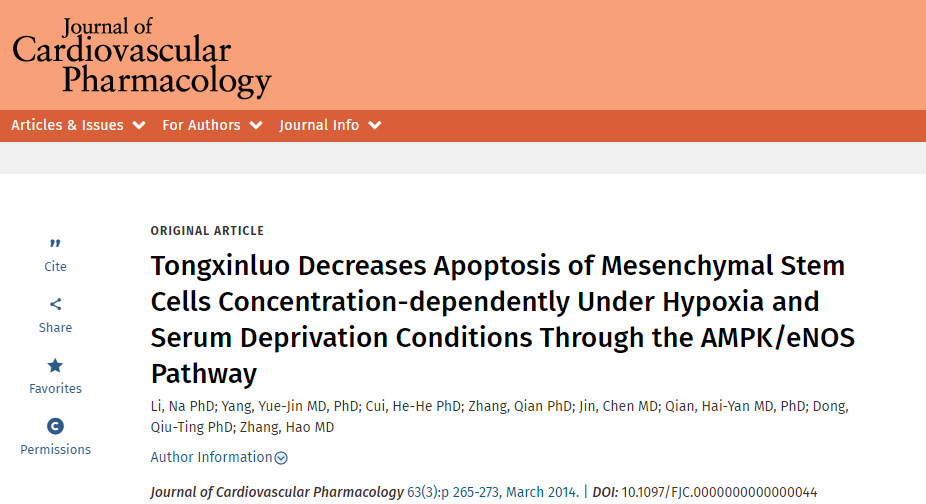 Journal of
Cardiovascular
Pharmacology
Articles & Issues
For Authors
Journal Info
Cite
Share
Favorites
Permissions
ORIGINAL ARTICLE
Tongxinluo Decreases Apoptosis of Mesenchymal Stem
Cells Concentration-dependently Under Hypoxia and
Serum Deprivation Conditions Through the AMPK/eNOS
Pathway
Li, Na PhD; Yang, Yue-Jin MD, PhD; Cui, He-He PhD; Zhang, Qian PhD; Jin, Chen MD; Qian, Hai-Yan MD, PhD; Dong,
Qiu-Ting PhD; Zhang, Hao MD
Author Information
Journal of Cardiovascular Pharmacology 63(3):p 265-273, March 2014. | DOI: 10.1097/FJC.0000000000000044